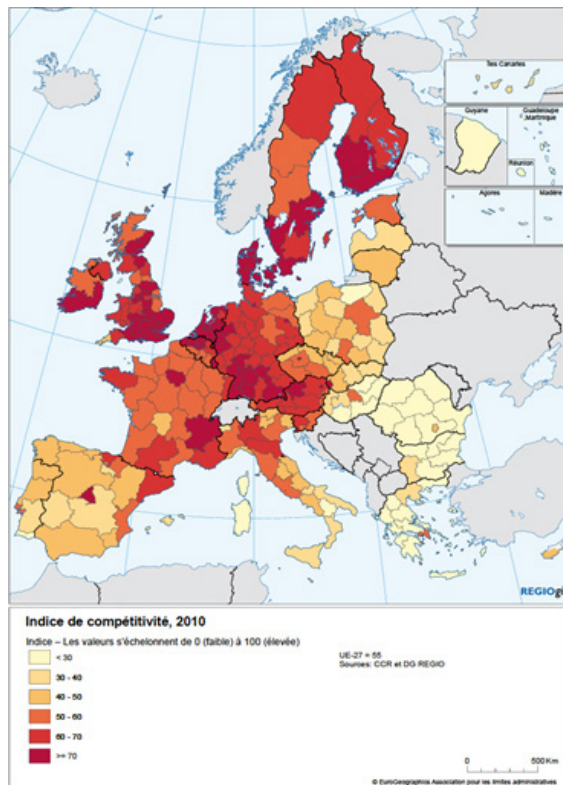 Îles Canaries
Guyane
Guadeloupe
Martinique
Réunion
Açores
Madère
REGIOgi
Indice de compétitivité, 2010
Indice – Les valeurs s'échelonnent de 0 (faible) à 100 (élevée)
< 30
30 - 40
40 - 50
50 - 60
60 - 70
>= 70
UE-27 = 55
Sources: CCR et DG REGIO
0 500 Km
© EuroGeographics Association pour les limites administratives